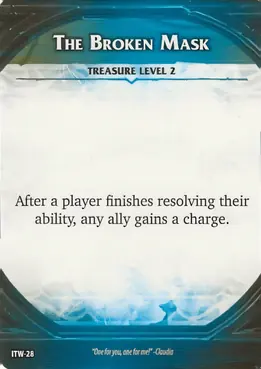 The Broken Mask
TREASURE LEVEL 2
After a player finishes resolving their
ability, any ally gains a charge.
ITW-28
"One for you, one for me!" -Claudia